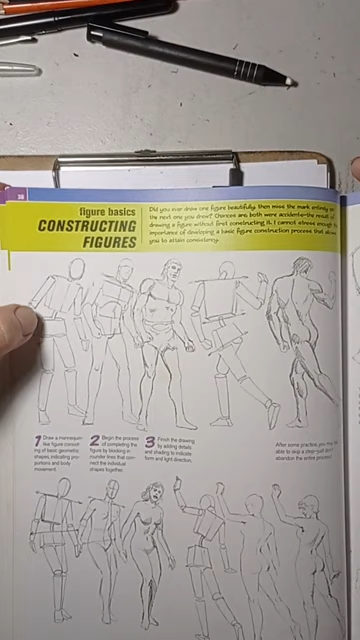 38
figure basics
CONSTRUCTING
FIGURES
Did you ever draw one figure beautifully, then miss the mark entirely on
the next one you drew? Chances are, both were accidents—the result of
drawing a figure without first constructing it. I cannot stress enough the
importance of developing a basic figure construction process that allows
you to attain consistency.
1 Draw a mannequin-
like figure consist-
ing of basic geometric
shapes, indicating pro-
portions and body
movement.
2 Begin the process
of completing the
figure by blocking in
rounder lines that con-
nect the individual
shapes together.
3 Finish the drawing
by adding details
and shading to indicate
form and light direction.
After some practice, you may be
able to skip a step—just don't
abandon the entire process!